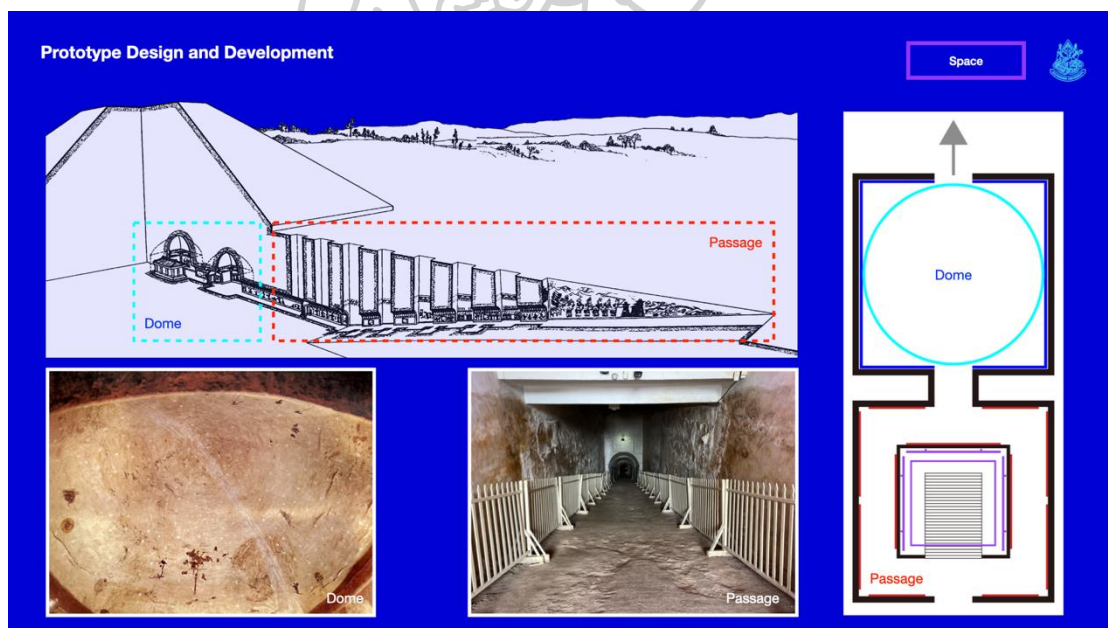 Prototype Design and Development
Space
Passage
Dome
Dome
Passage
Dome
Passage